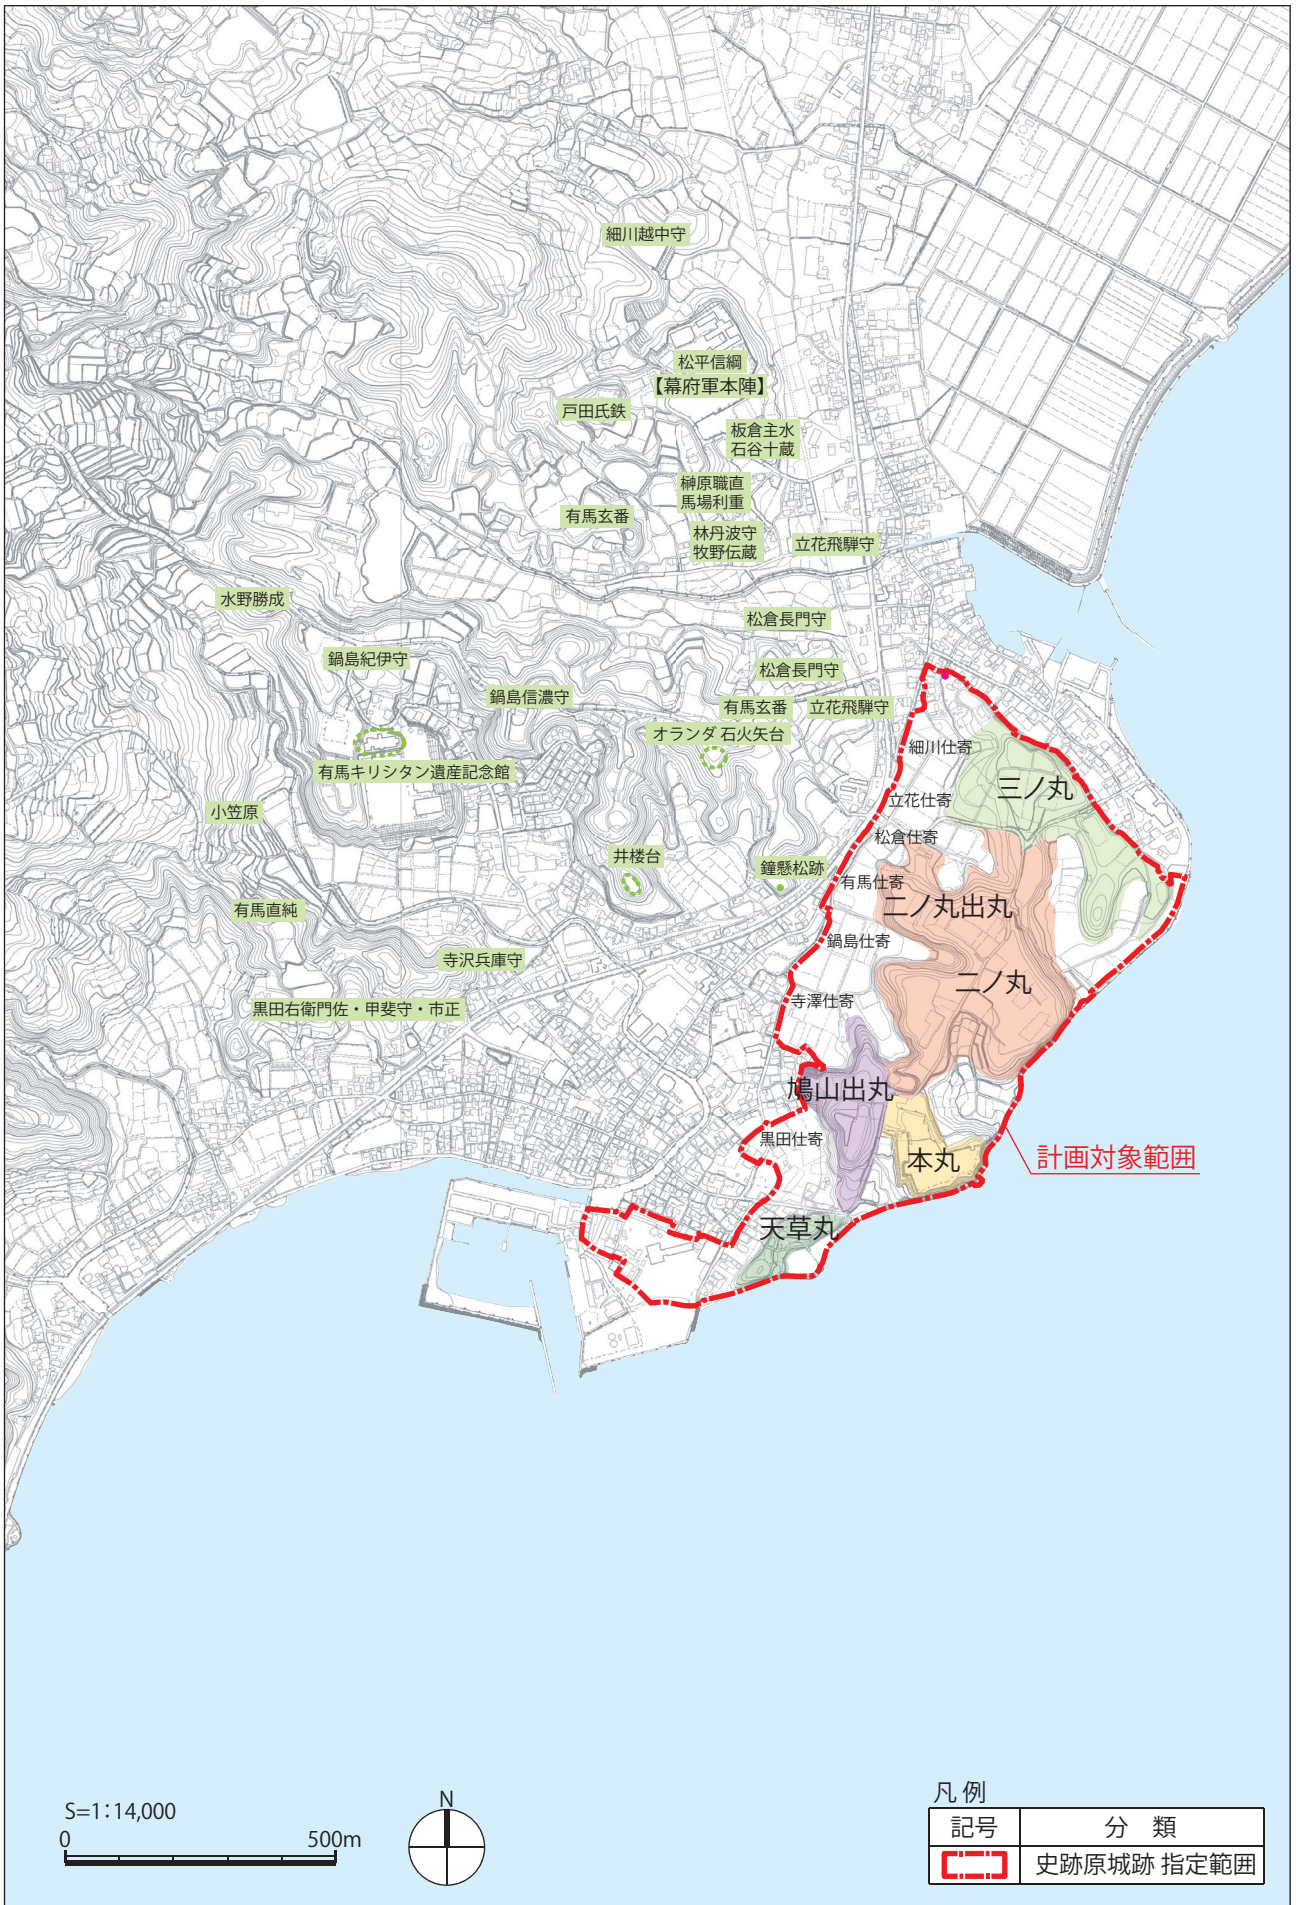 細川越中守
松平信綱
【幕府軍本陣】
戸田氏鉄
板倉主水
石谷十蔵
榊原職直
馬場利重
有馬玄番
林丹波守
牧野伝蔵
立花飛騨守
水野勝成
松倉長門守
鍋島紀伊守
松倉長門守
鍋島信濃守
有馬玄番
立花飛騨守
オランダ石火矢台
細川仕寄
有馬キリシタン遺産記念館
三ノ丸
立花仕寄
小笠原
松倉仕寄
井楼台
鐘懸松跡
有馬仕寄
二ノ丸出丸
有馬直純
鍋島仕寄
寺沢兵庫守
二ノ丸
寺澤仕寄
黒田右衛門佐・甲斐守・市正
鳩山出丸
黒田仕寄
本丸
計画対象範囲
天草丸
S=1:14,000
0 500m
N
凡例
記号 分 類
史跡原城跡 指定範囲